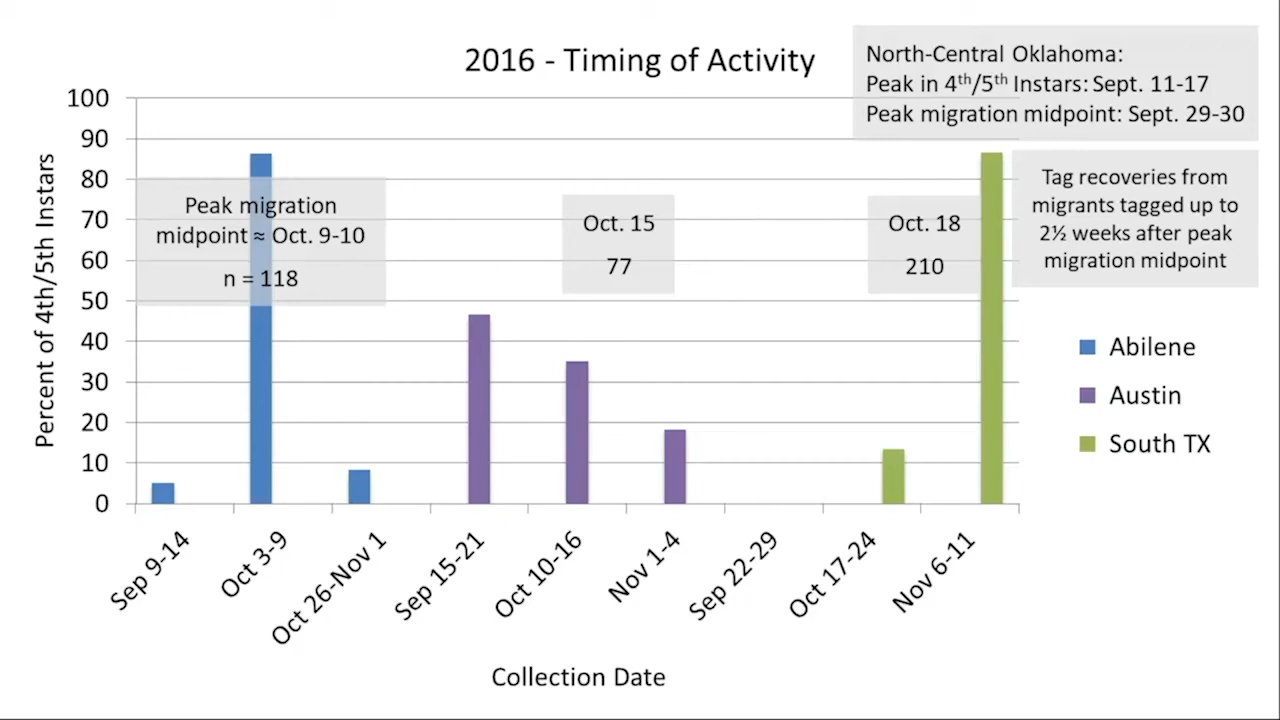 2016 - Timing of Activity
North-Central Oklahoma:
Peak in 4th/5th Instars: Sept. 11-17
Peak migration midpoint: Sept. 29-30
Percent of 4th/5th Instars
100
90
80
70
60
50
40
30
20
10
0
Peak migration
midpoint ≈ Oct. 9-10
n = 118
Oct. 15
77
Oct. 18
210
Tag recoveries from
migrants tagged up to
2½ weeks after peak
migration midpoint
Abilene
Austin
South TX
Sep 9-14
Oct 3-9
Oct 26-Nov 1
Sep 15-21
Oct 10-16
Nov 1-4
Sep 22-29
Oct 17-24
Nov 6-11
Collection Date